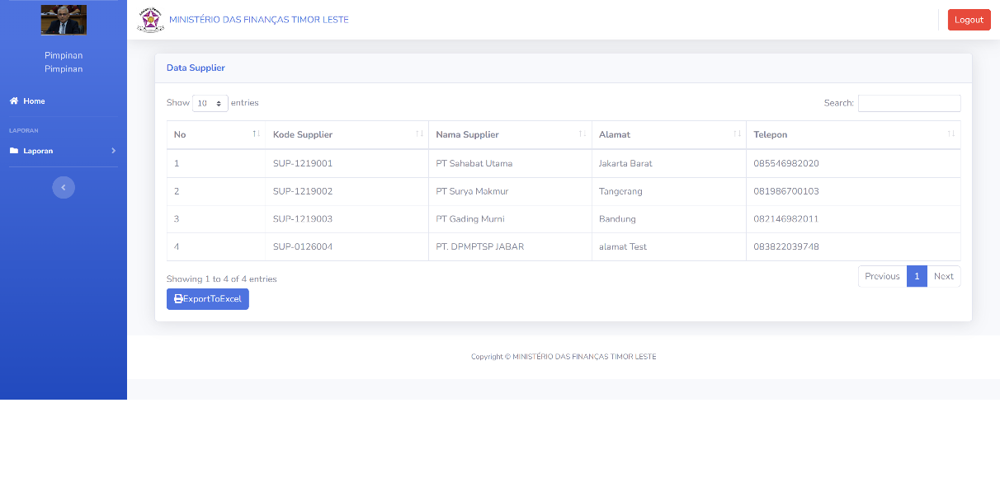 Pimpinan
Pimpinan
Home
LAPORAN
Laporan
MINISTÉRIO DAS FINANÇAS TIMOR LESTE
Logout
Data Supplier
Show 10 entries
Search:
No Kode Supplier Nama Supplier Alamat Telepon
1 SUP-1219001 PT Sahabat Utama Jakarta Barat 085546982020
2 SUP-1219002 PT Surya Makmur Tangerang 081986700103
3 SUP-1219003 PT Gading Murni Bandung 082146982011
4 SUP-0126004 PT. DPMPTSP JABAR alamat Test 083822039748
Showing 1 to 4 of 4 entries
Previous 1 Next
ExportToExcel
Copyright © MINISTÉRIO DAS FINANÇAS TIMOR LESTE